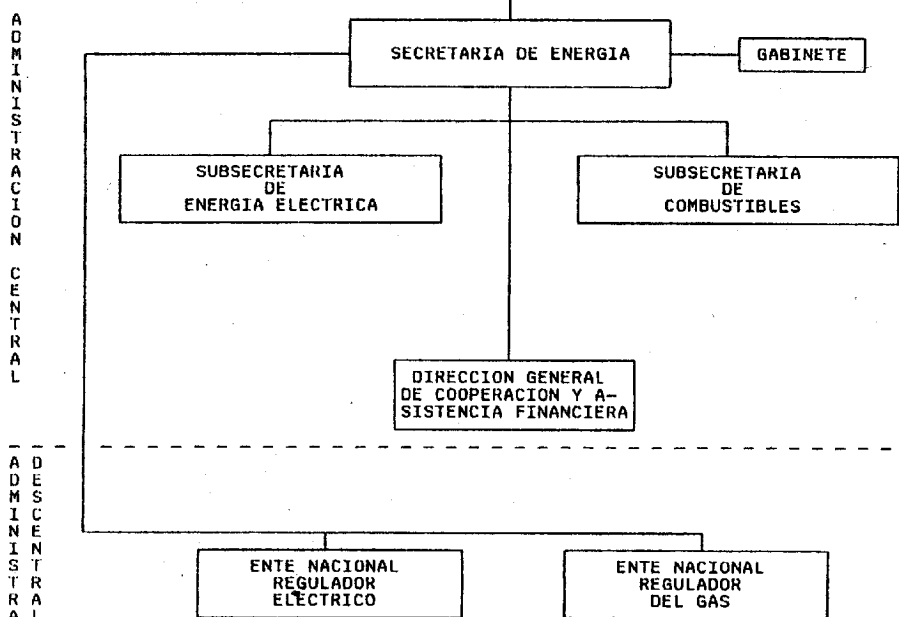 ADMINISTRACION CENTRAL
SECRETARIA DE ENERGIA
GABINETE
SUBSECRETARIA
DE
ENERGIA ELECTRICA
SUBSECRETARIA
DE
COMBUSTIBLES
DIRECCION GENERAL
DE COOPERACION Y A-
SISTENCIA FINANCIERA
ADMINISTRA
DESCENTRAL
ENTE NACIONAL
REGULADOR
ELECTRICO
ENTE NACIONAL
REGULADOR
DEL GAS